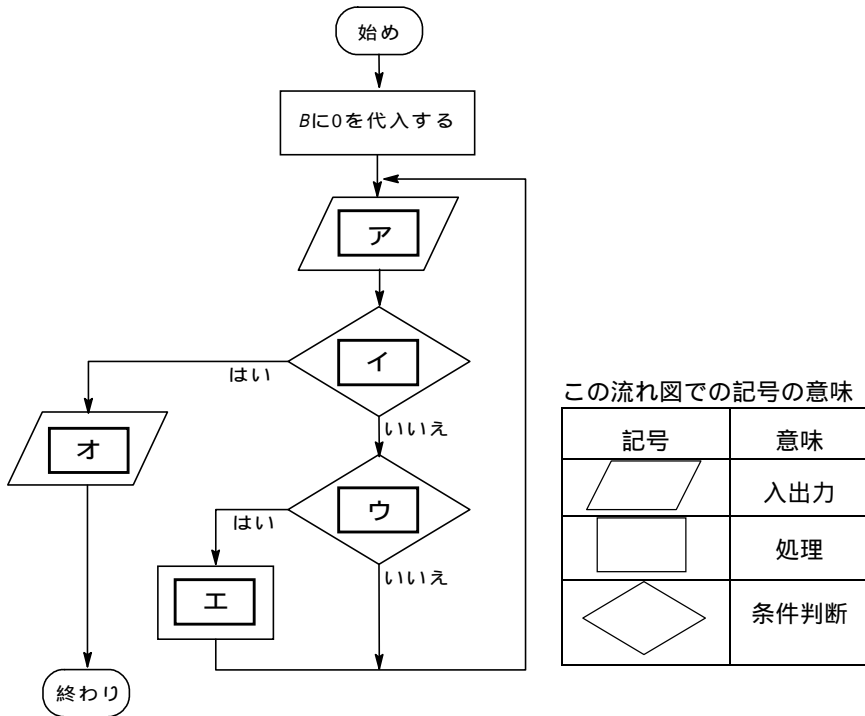 始め
Bに0を代入する
ア
イ
はい
いいえ
オ
ウ
はい
いいえ
エ
終わり
この流れ図での記号の意味
記号 意味
入出力
処理
条件判断